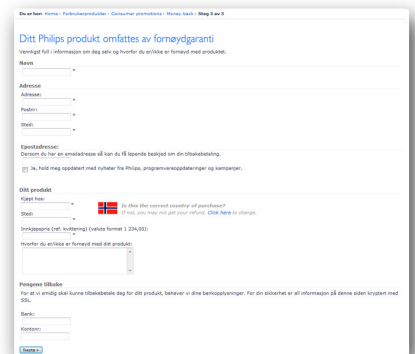 Du er her: Home › Forbrukerprodukter › Consumer promotions › Money back › Steg 3 av 3
Ditt Philips produkt omfattes av fornøydgaranti
Vennligst full i informasjon om deg selv og hvorfor du er/ikke er fornøyd med produktet.
Navn
*
Adresse
Adresse:
*
Postnr:
*
Sted:
*
Epostadresse:
Dersom du har en emailadresse så kan du få løpende beskjed om din tilbakebetaling.
Ja, hold meg oppdatert med nyheter fra Philips, programvareoppdateringer og kampanjer.
Ditt produkt
Kjøpt hos:
*
Is this the correct country of purchase?
If not, you may not get your refund. Click here to change.
Sted:
*
Innkjøpspris (ref. kvittering) (valuta format 1 234,00):
*
Hvorfor du er/ikke er fornøyd med ditt produkt:
Pengene tilbake
For at vi smidig skal kunne tilbakebetale deg for ditt produkt, behøver vi dine bankopplysninger. For din sikkerhet er all informasjon på denne siden kryptert med
SSL.
Bank:
Kontonr:
Neste »